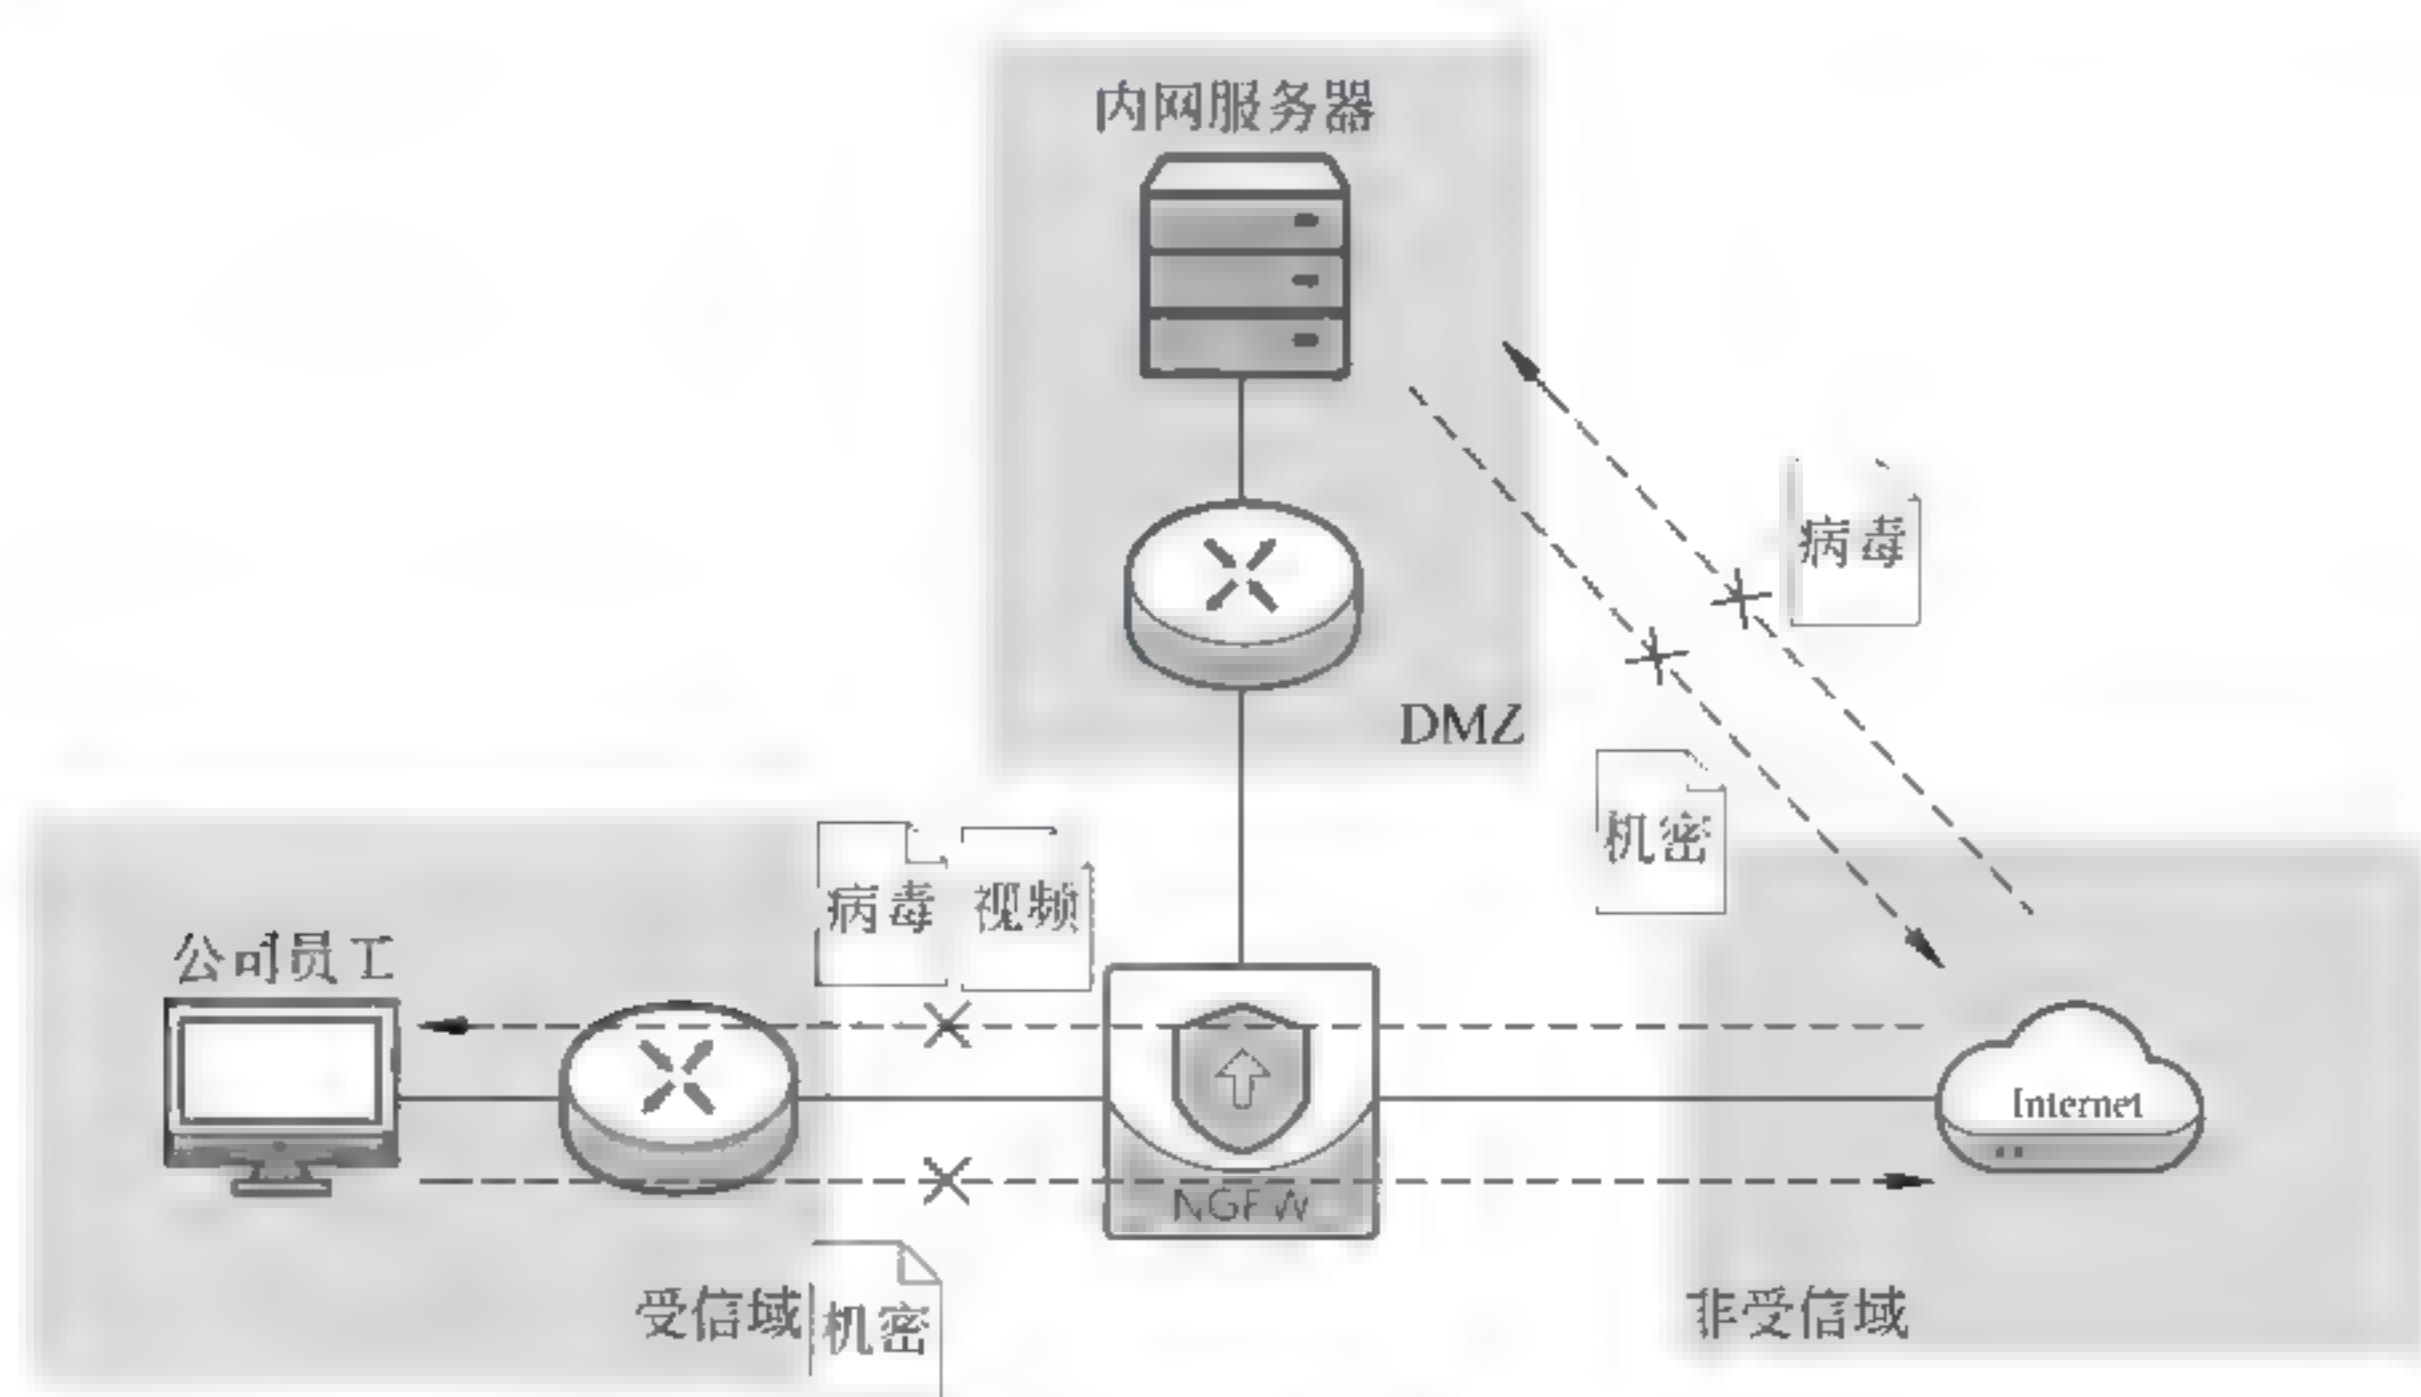 内网服务器
病毒
DMZ
机密
病毒
视频
公司员工
Internet
NGFW
受信域
机密
非受信域